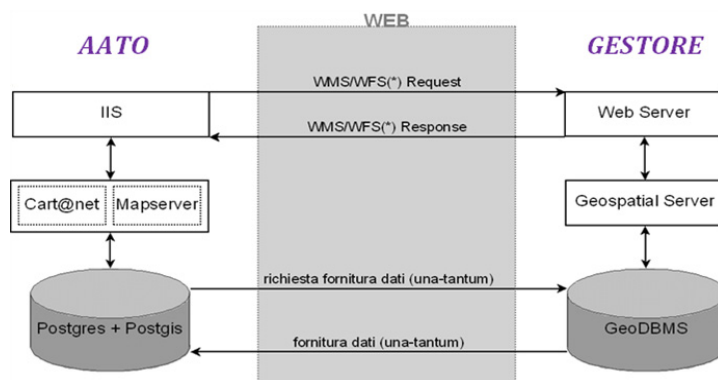 WEB
AATO
GESTORE
WMS/WFS(*) Request
IIS
Web Server
WMS/WFS(*) Response
Cart@net
Mapserver
Geospatial Server
richiesta fornitura dati (una-tantum)
Postgres + Postgis
GeoDBMS
fornitura dati (una-tantum)